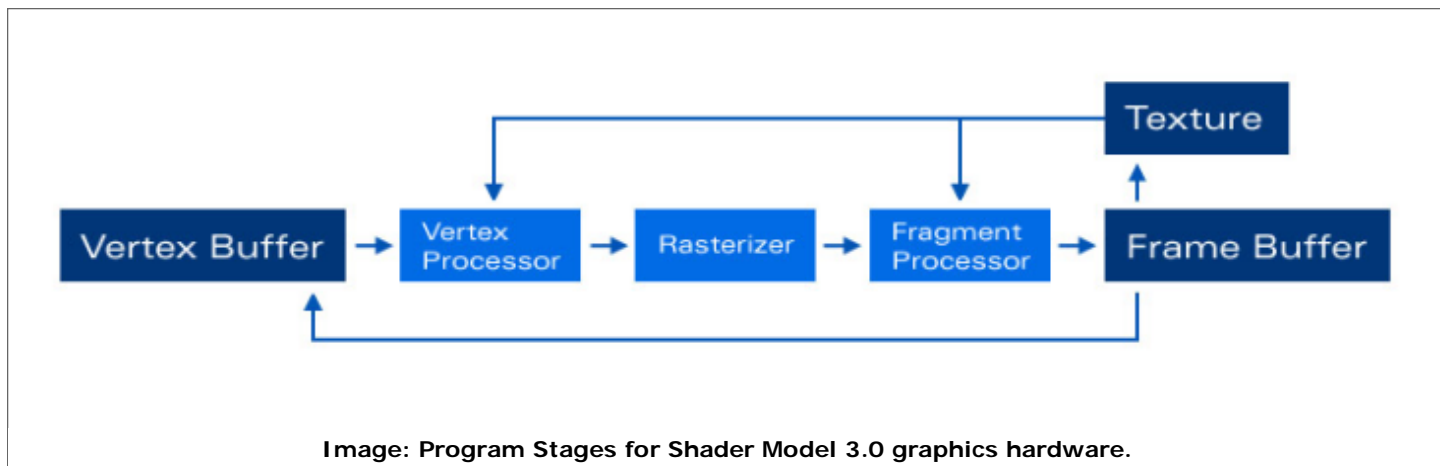 Texture
Vertex Buffer
Vertex
Processor
Rasterizer
Fragment
Processor
Frame Buffer
Image: Program Stages for Shader Model 3.0 graphics hardware.